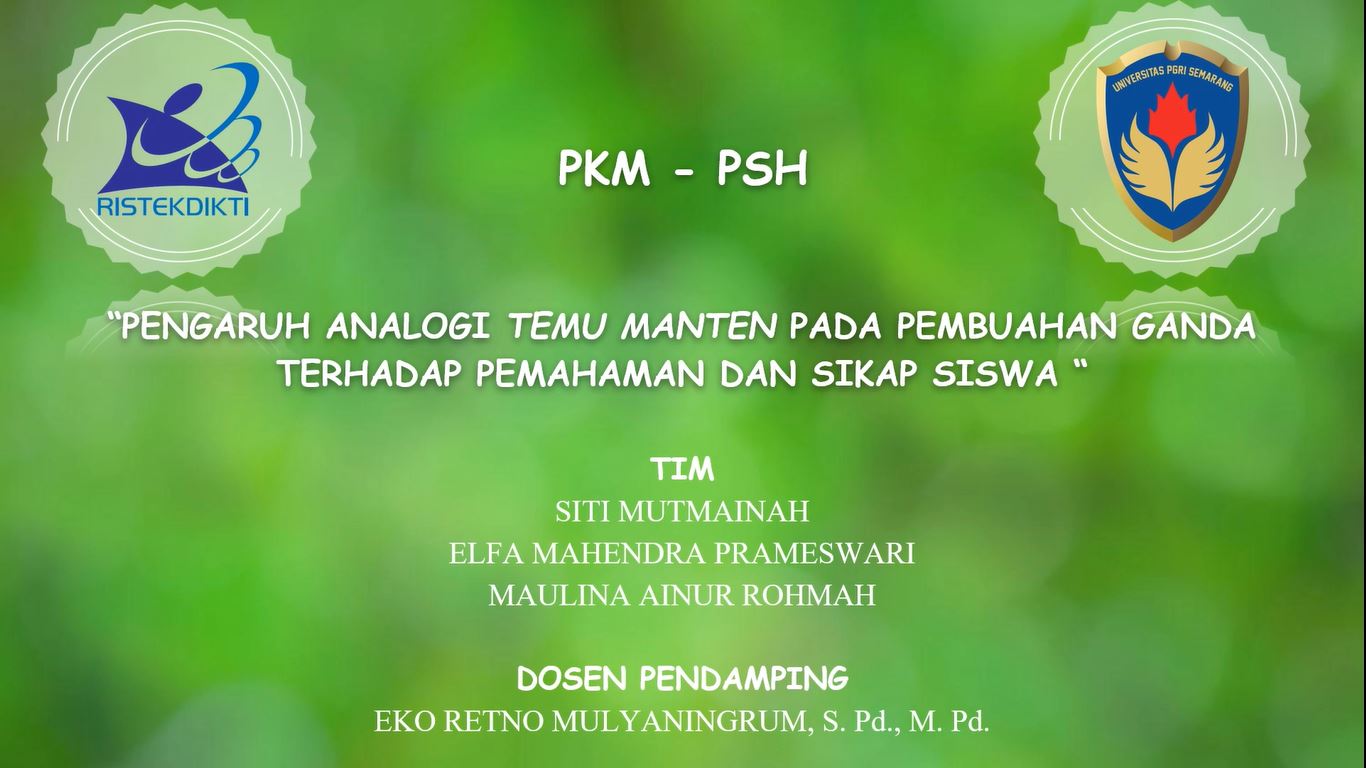 RISTEKDIKTI
UNIVERSITAS PGRI SEMARANG
PKM - PSH
“PENGARUH ANALOGI TEMU MANTEN PADA PEMBUAHAN GANDA
TERHADAP PEMAHAMAN DAN SIKAP SISWA “
TIM
SITI MUTMAINAH
ELFA MAHENDRA PRAMESWARI
MAULINA AINUR ROHMAH
DOSEN PENDAMPING
EKO RETNO MULYANINGRUM, S. Pd., M. Pd.